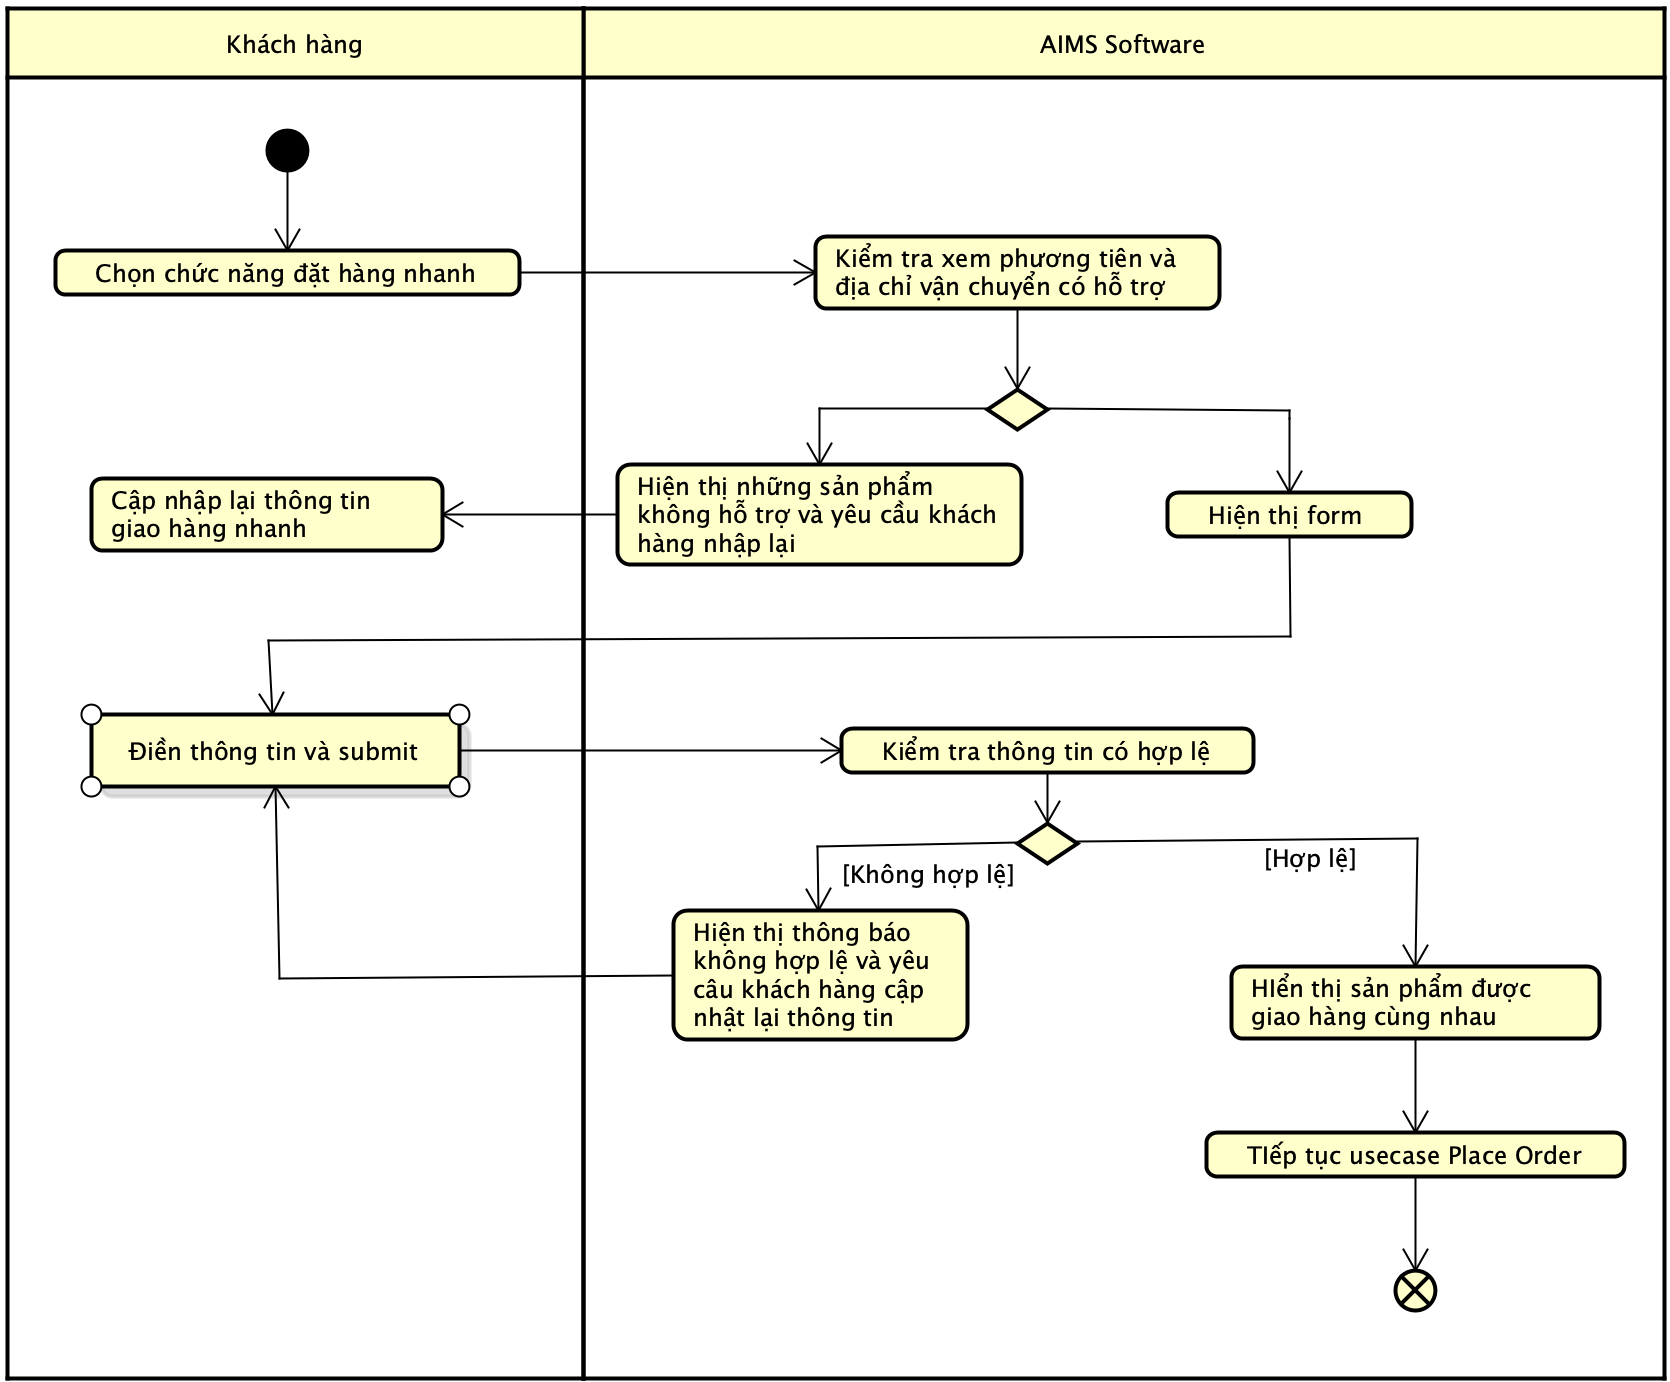 Khách hàng
AIMS Software
Chọn chức năng đặt hàng nhanh
Kiểm tra xem phương tiên và
địa chỉ vận chuyển có hỗ trợ
Cập nhập lại thông tin
giao hàng nhanh
Hiện thị những sản phẩm
không hỗ trợ và yêu cầu khách
hàng nhập lại
Hiện thị form
Điền thông tin và submit
Kiểm tra thông tin có hợp lệ
[Không hợp lệ]
[Hợp lệ]
Hiện thị thông báo
không hợp lệ và yêu
câu khách hàng cập
nhật lại thông tin
HIển thị sản phẩm được
giao hàng cùng nhau
TIếp tục usecase Place Order